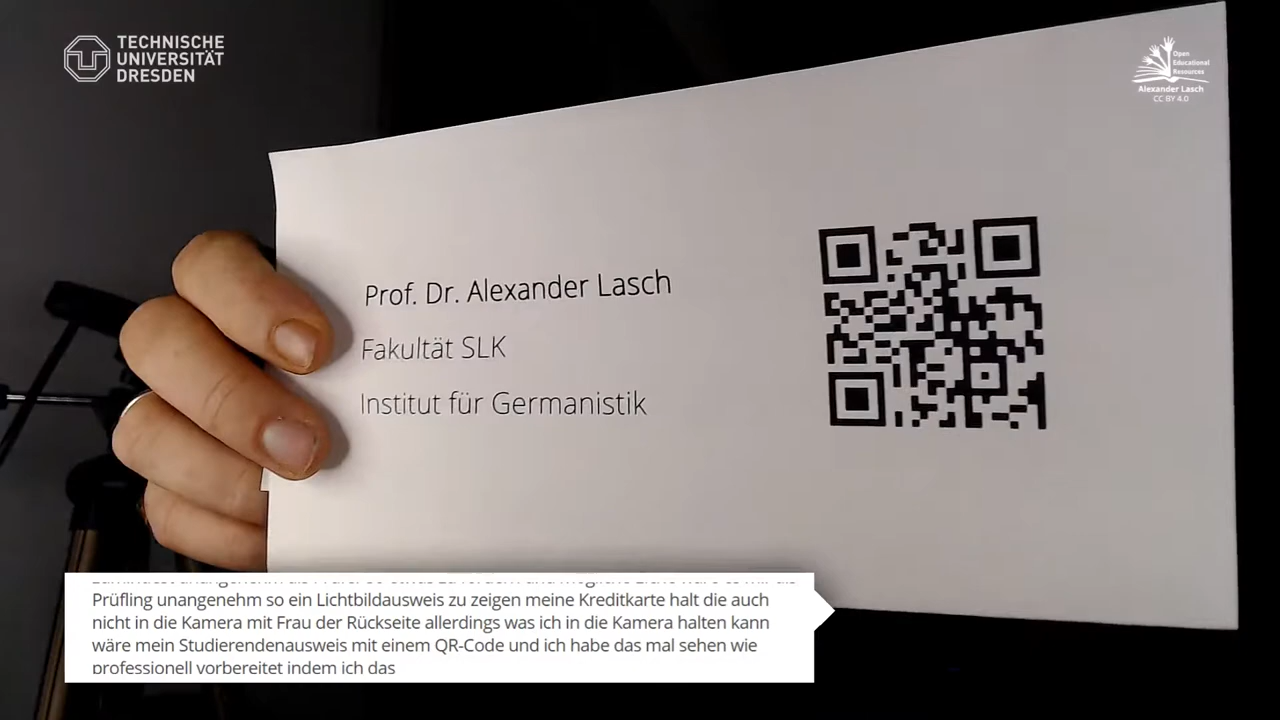 TECHNISCHE
UNIVERSITÄT
DRESDEN
Open
Educational
Resources
Alexander Lasch
CC BY 4.0
Prof. Dr. Alexander Lasch
Fakultät SLK
Institut für Germanistik
Prüfling unangenehm so ein Lichtbildausweis zu zeigen meine Kreditkarte halt die auch
nicht in die Kamera mit Frau der Rückseite allerdings was ich in die Kamera halten kann
wäre mein Studierendenausweis mit einem QR-Code und ich habe das mal sehen wie
professionell vorbereitet indem ich das